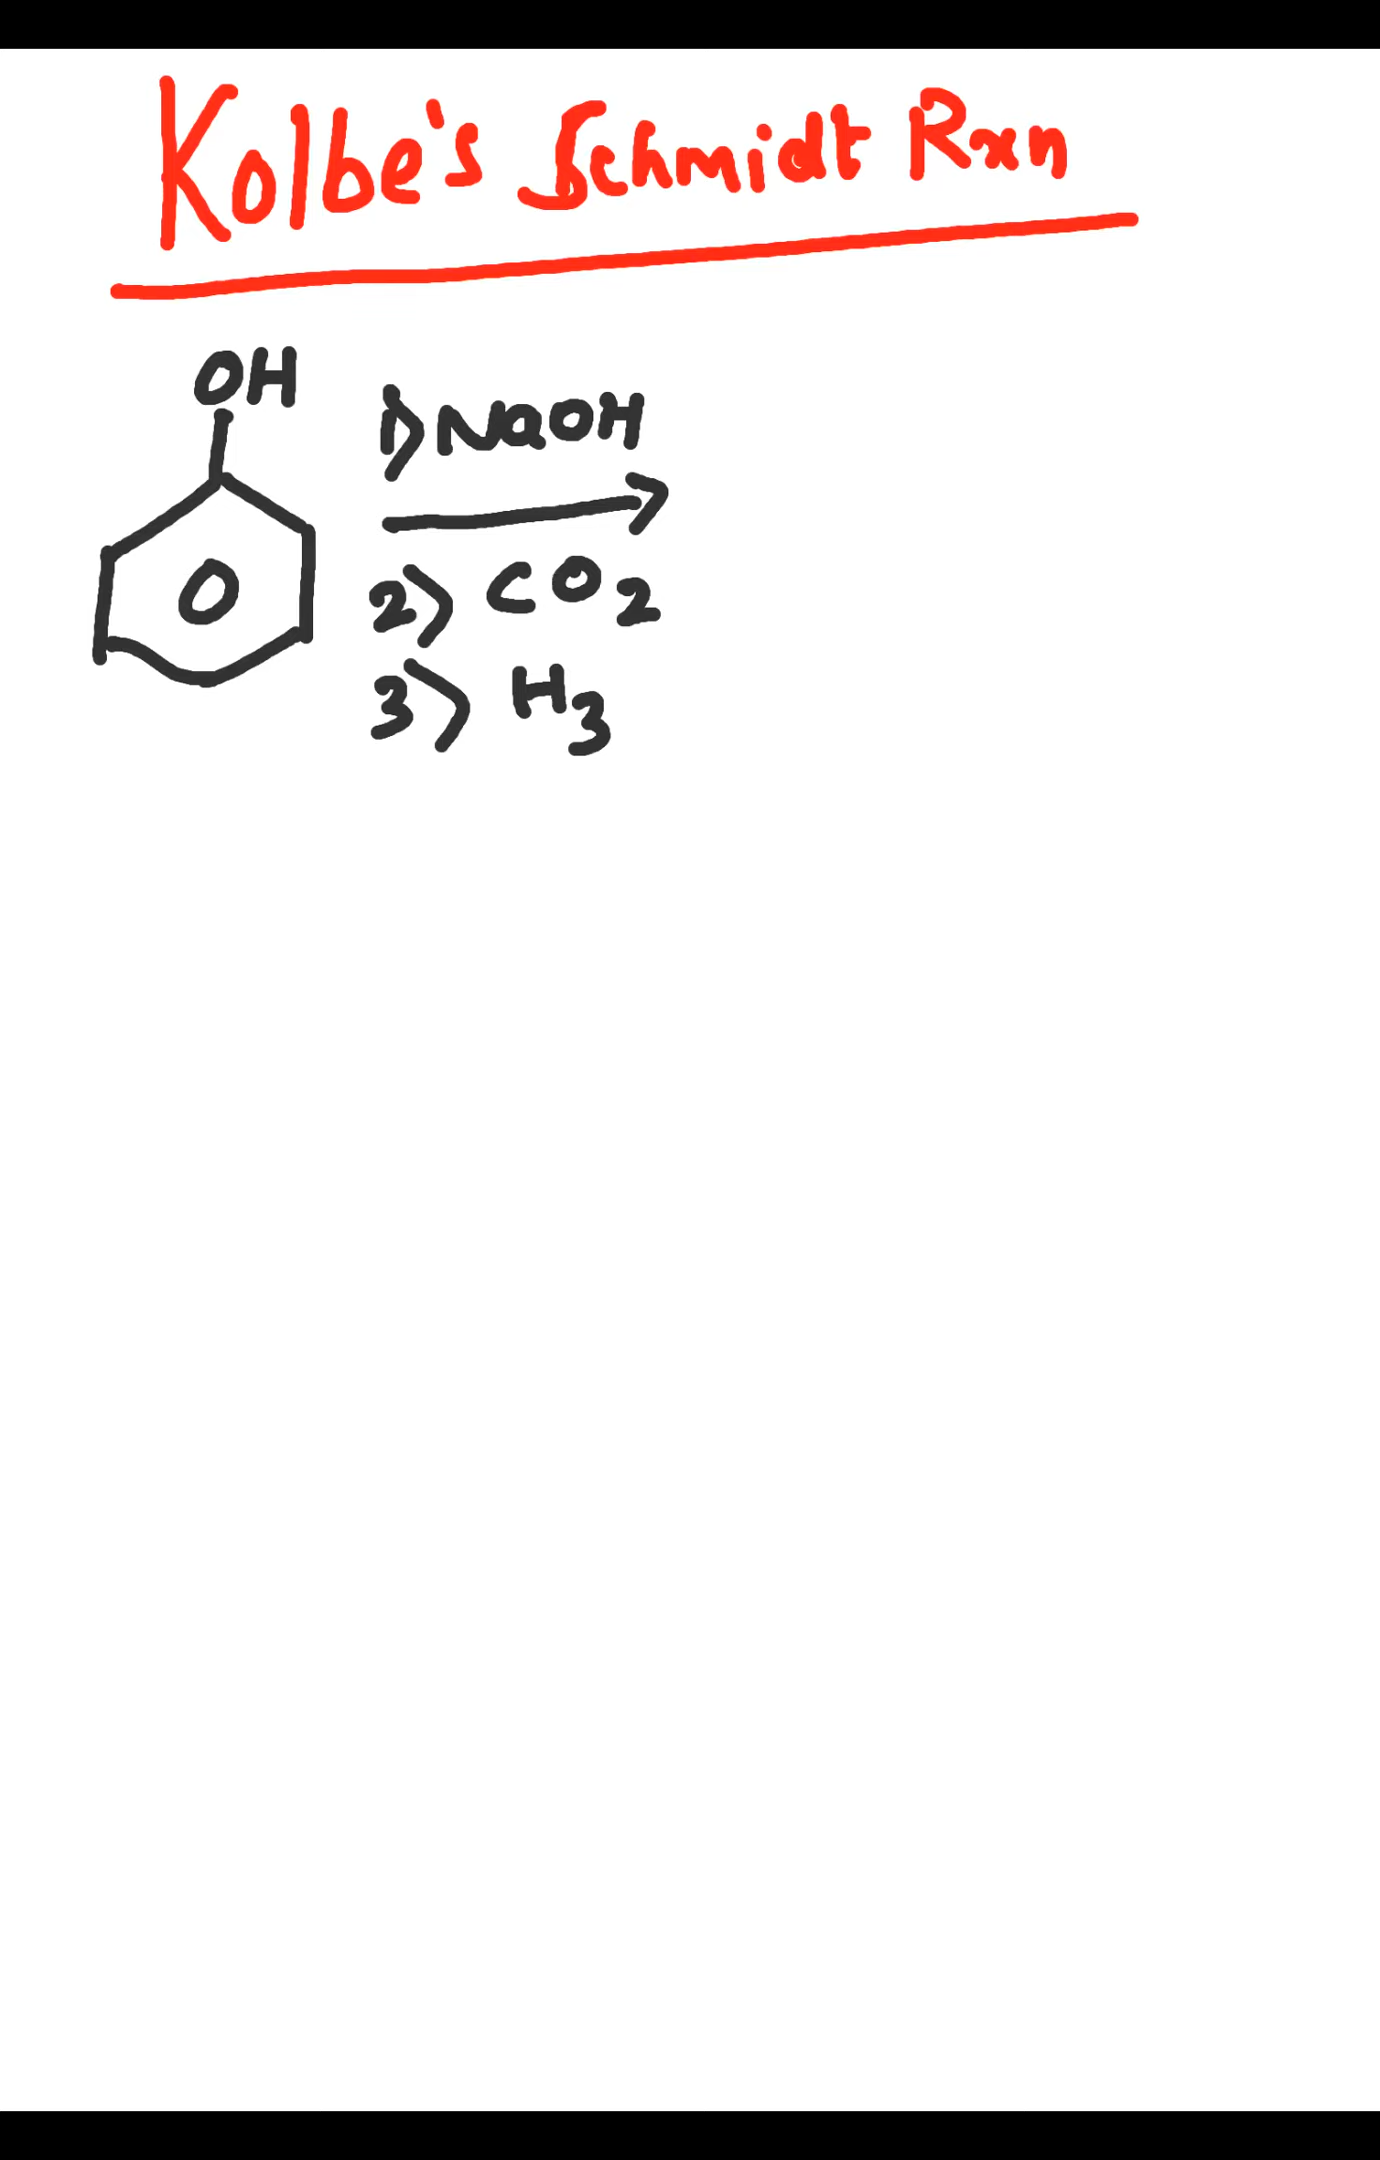 Kolbe's Schmidt Rxn
OH
1) NaOH
2) CO2
3) H3